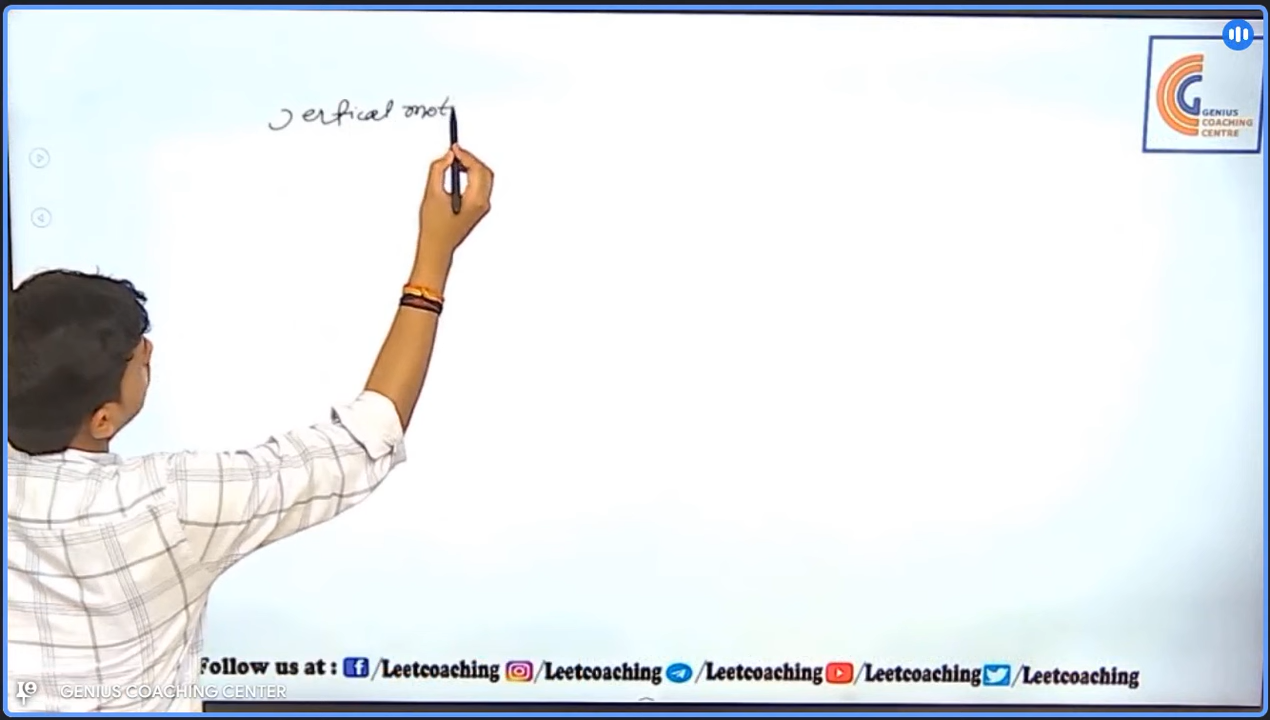 vertical mot
GENIUS
COACHING
CENTRE
Follow us at : /Leetcoaching /Leetcoaching /Leetcoaching /Leetcoaching /Leetcoaching
GENIUS COACHING CENTER